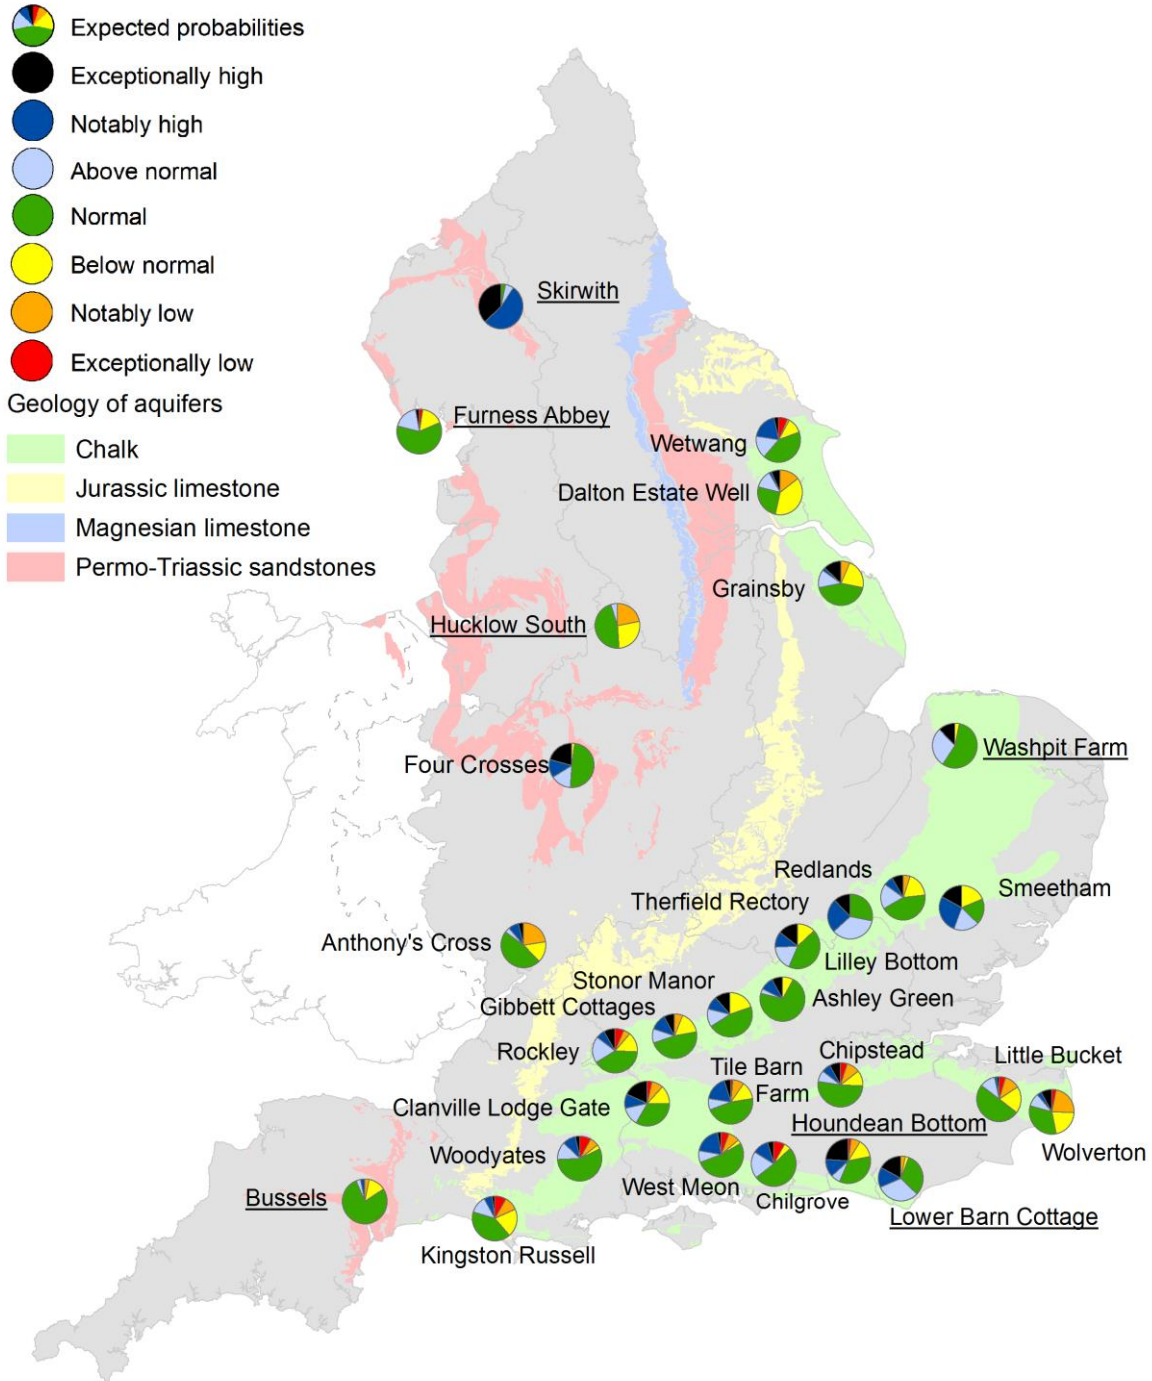 Expected probabilities
Exceptionally high
Notably high
Above normal
Normal
Below normal
Notably low
Exceptionally low
Geology of aquifers
Chalk
Jurassic limestone
Magnesian limestone
Permo-Triassic sandstones
Skirwith
Furness Abbey
Wetwang
Dalton Estate Well
Grainsby
Hucklow South
Washpit Farm
Four Crosses
Redlands
Smeetham
Therfield Rectory
Anthony's Cross
Lilley Bottom
Stonor Manor
Ashley Green
Gibbett Cottages
Rockley
Chipstead
Little Bucket
Tile Barn
Farm
Clanville Lodge Gate
Houndean Bottom
Wolverton
Woodyates
West Meon
Chilgrove
Bussels
Lower Barn Cottage
Kingston Russell